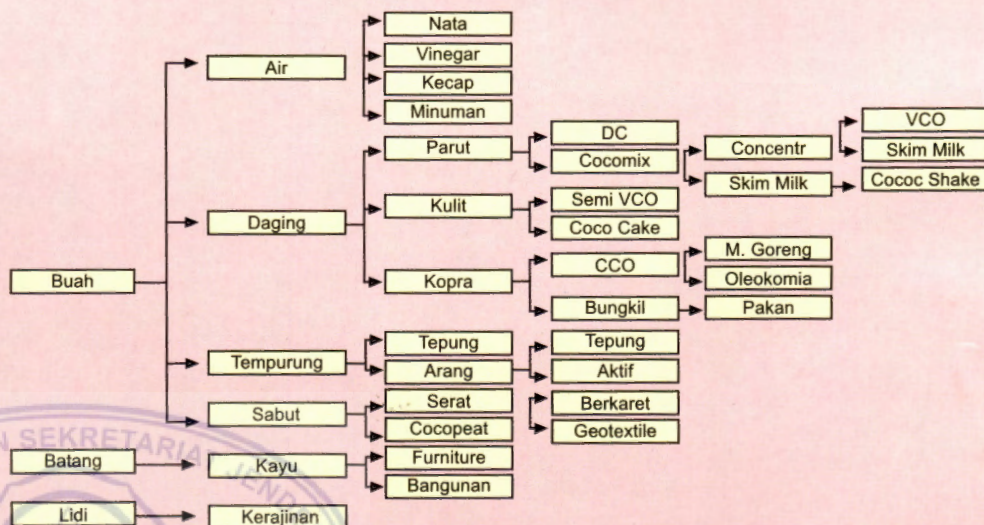 Buah
Air
Nata
Vinegar
Kecap
Minuman
Daging
Parut
DC
Cocomix
Concentr
VCO
Skim Milk
Skim Milk
Cococ Shake
Kulit
Semi VCO
Coco Cake
Kopra
CCO
M. Goreng
Oleokomia
Bungkil
Pakan
Tempurung
Tepung
Arang
Tepung
Aktif
Sabut
Serat
Cocopeat
Berkaret
Geotextile
Batang
Kayu
Furniture
Bangunan
Lidi
Kerajinan
N SEKRETARIAT JEND